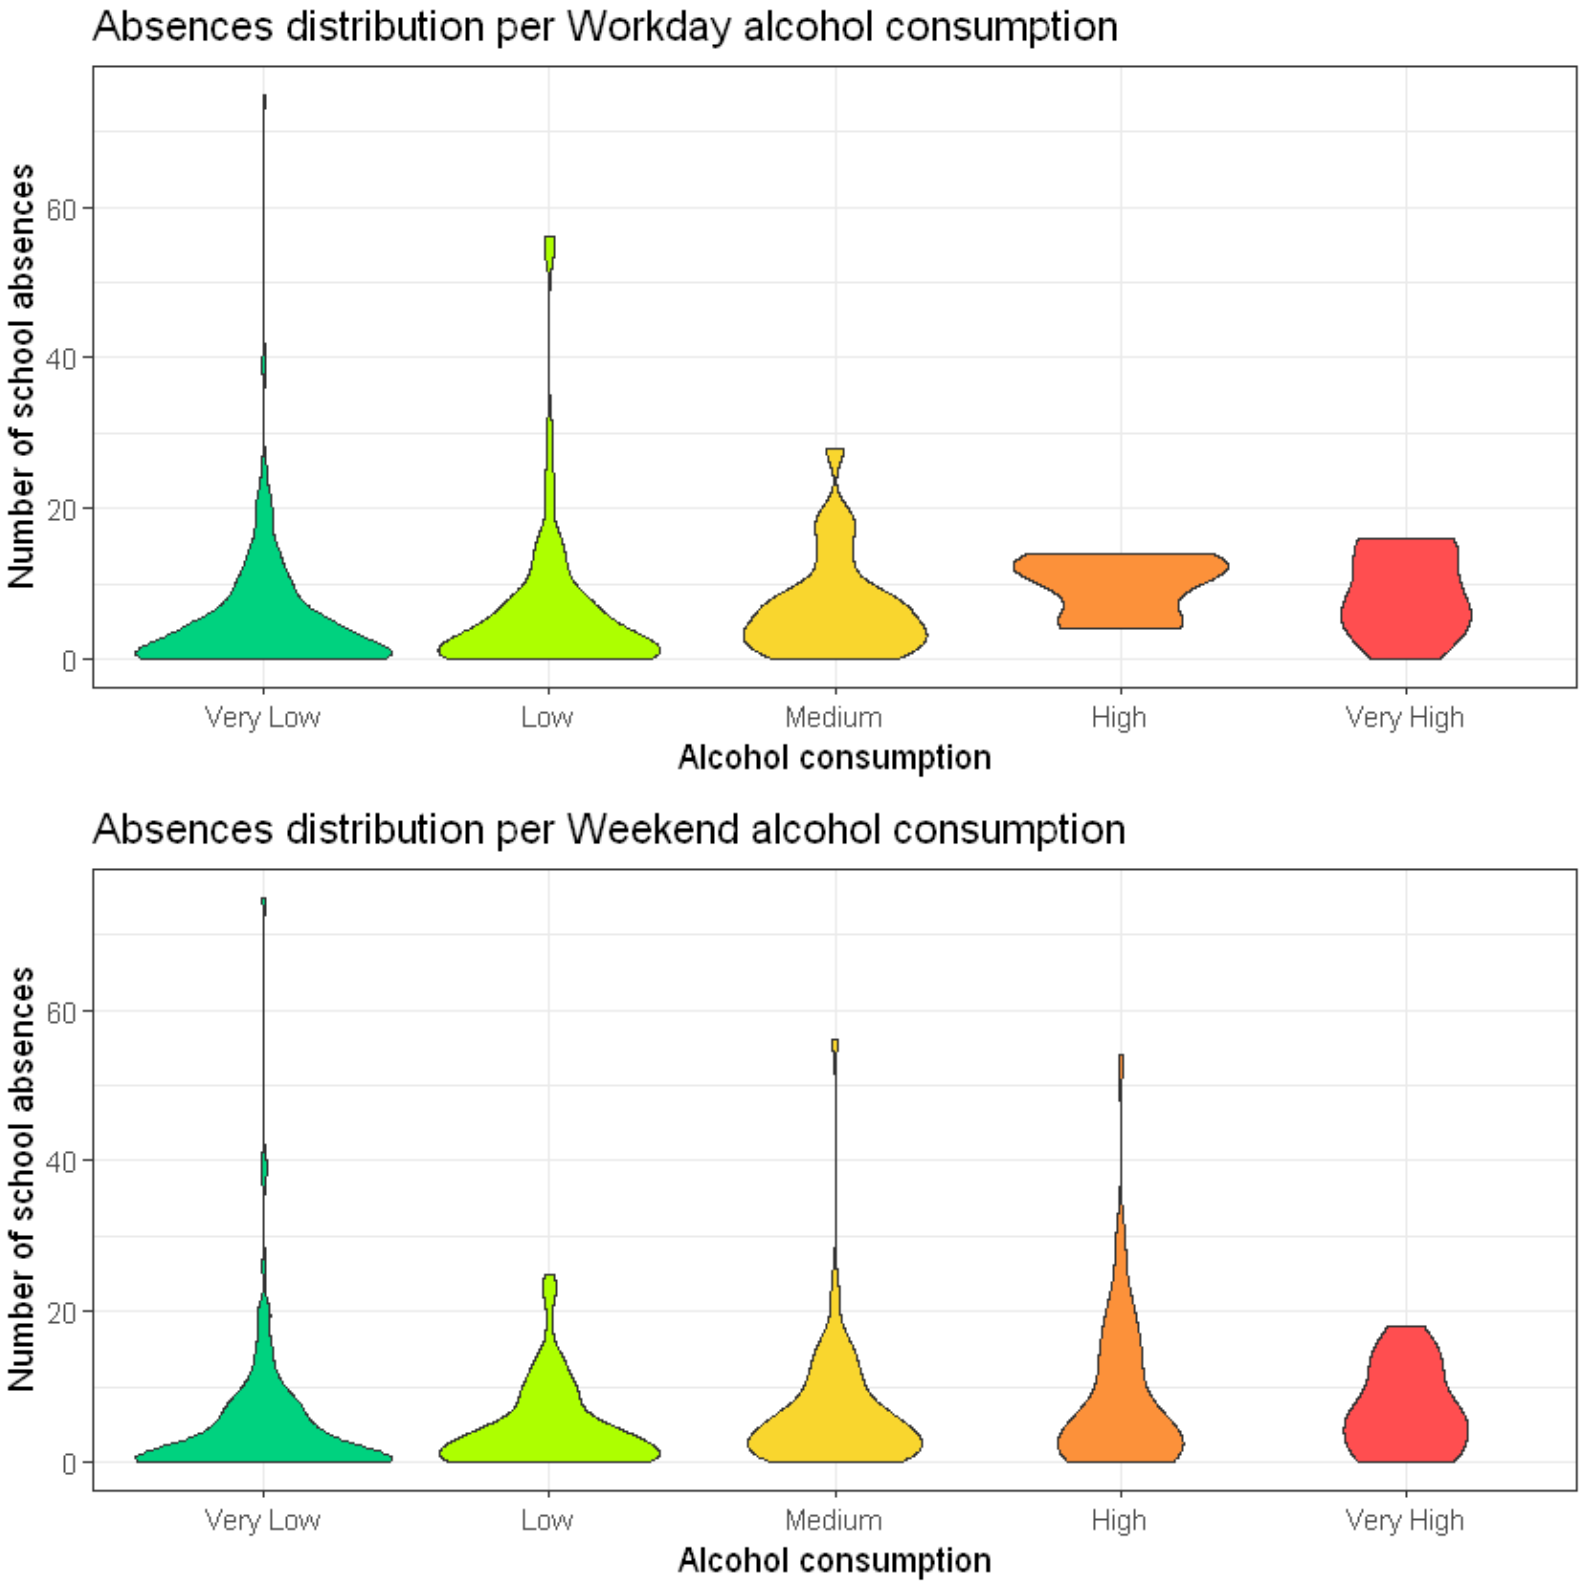 Absences distribution per Workday alcohol consumption
Number of school absences
60
40
20
0
Very Low Low Medium High Very High
Alcohol consumption
Absences distribution per Weekend alcohol consumption
Number of school absences
60
40
20
0
Very Low Low Medium High Very High
Alcohol consumption